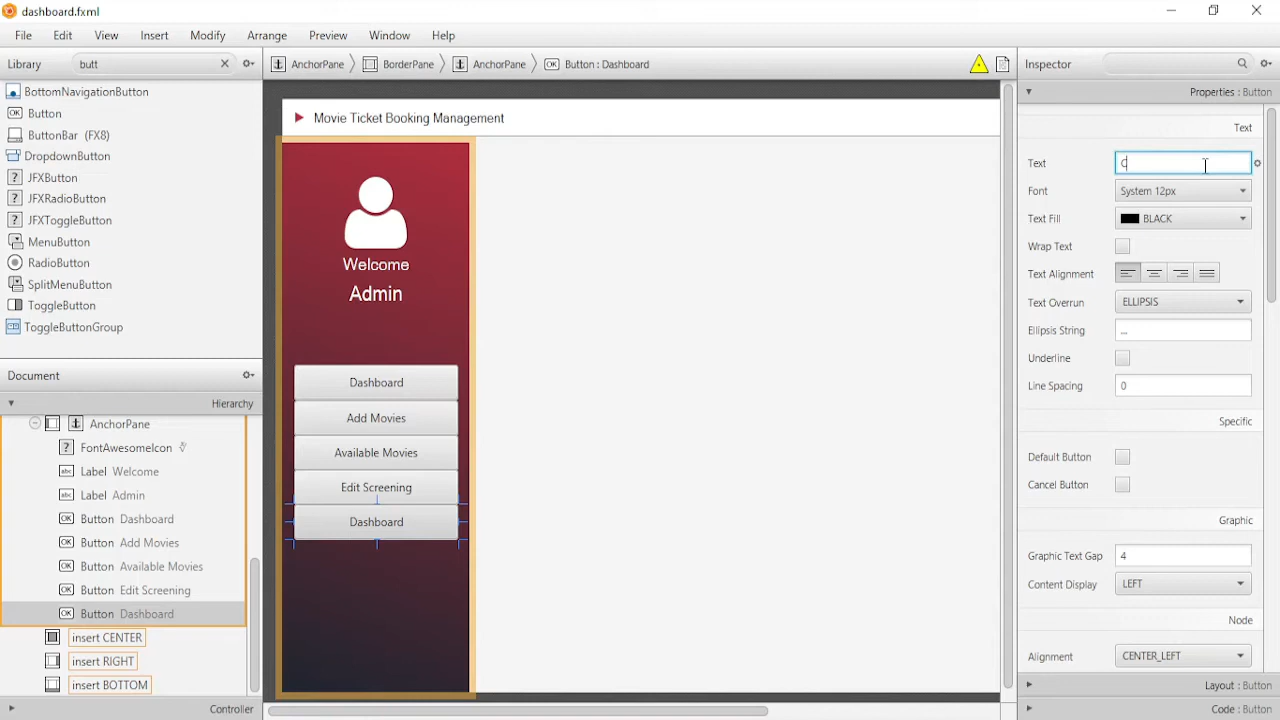 dashboard.fxml
File Edit View Insert Modify Arrange Preview Window Help
Library butt
AnchorPane BorderPane AnchorPane Button : Dashboard
Inspector
BottomNavigationButton
Button
ButtonBar (FX8)
DropdownButton
JFXButton
JFXRadioButton
JFXToggleButton
MenuButton
RadioButton
SplitMenuButton
ToggleButton
ToggleButtonGroup
Document
Hierarchy
AnchorPane
FontAwesomeIcon
Label Welcome
Label Admin
Button Dashboard
Button Add Movies
Button Available Movies
Button Edit Screening
Button Dashboard
insert CENTER
insert RIGHT
insert BOTTOM
Controller
Movie Ticket Booking Management
Welcome
Admin
Dashboard
Add Movies
Available Movies
Edit Screening
Dashboard
Properties : Button
Text
Text C
Font System 12px
Text Fill BLACK
Wrap Text
Text Alignment
Text Overrun ELLIPSIS
Ellipsis String ...
Underline
Line Spacing 0
Specific
Default Button
Cancel Button
Graphic
Graphic Text Gap 4
Content Display LEFT
Node
Alignment CENTER_LEFT
Layout : Button
Code : Button